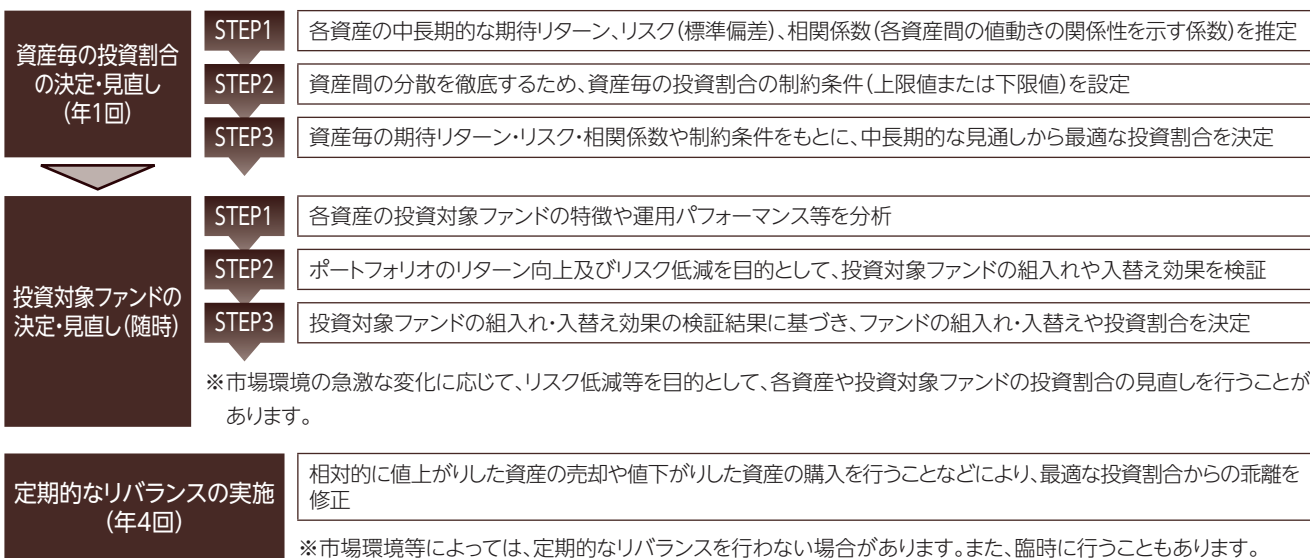 資産毎の投資割合
の決定・見直し
(年1回)
STEP1
各資産の中長期的な期待リターン、リスク(標準偏差)、相関係数(各資産間の値動きの関係性を示す係数)を推定
STEP2
資産間の分散を徹底するため、資産毎の投資割合の制約条件(上限値または下限値)を設定
STEP3
資産毎の期待リターン・リスク・相関係数や制約条件をもとに、中長期的な見通しから最適な投資割合を決定
投資対象ファンドの
決定・見直し(随時)
STEP1
各資産の投資対象ファンドの特徴や運用パフォーマンス等を分析
STEP2
ポートフォリオのリターン向上及びリスク低減を目的として、投資対象ファンドの組入れや入替え効果を検証
STEP3
投資対象ファンドの組入れ・入替え効果の検証結果に基づき、ファンドの組入れ・入替えや投資割合を決定
※市場環境の急激な変化に応じて、リスク低減等を目的として、各資産や投資対象ファンドの投資割合の見直しを行うことが
あります。
定期的なリバランスの実施
(年4回)
相対的に値上がりした資産の売却や値下がりした資産の購入を行うことなどにより、最適な投資割合からの乖離を
修正
※市場環境等によっては、定期的なリバランスを行わない場合があります。また、臨時に行うこともあります。